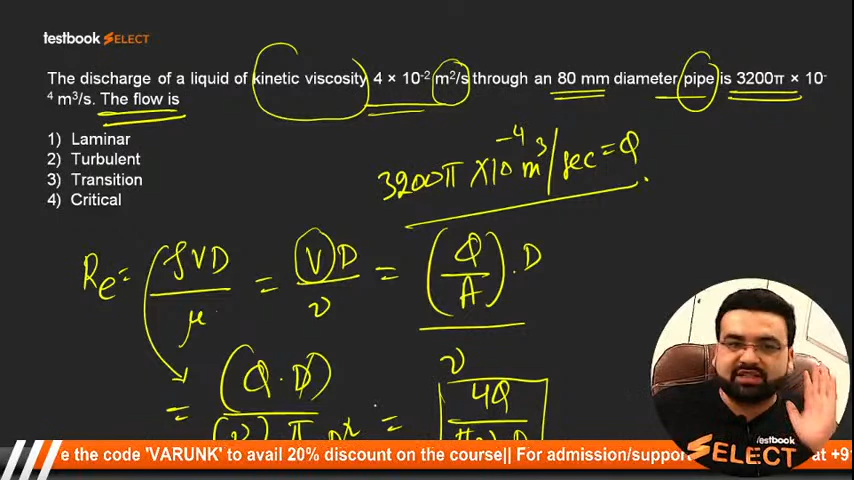 testbook SELECT
The discharge of a liquid of kinetic viscosity 4 × 10-2 m2/s through an 80 mm diameter pipe is 3200π × 10-
4 m3/s. The flow is
1) Laminar
2) Turbulent
3) Transition
4) Critical
3200π ×10-4 m3/sec = Q
Re = ρVD/μ = VD/ν = (Q/A).D/ν
= (Q.D)/ = 4Q/
testbook
SELECT
e the code 'VARUNK' to avail 20% discount on the course|| For admission/support at +9